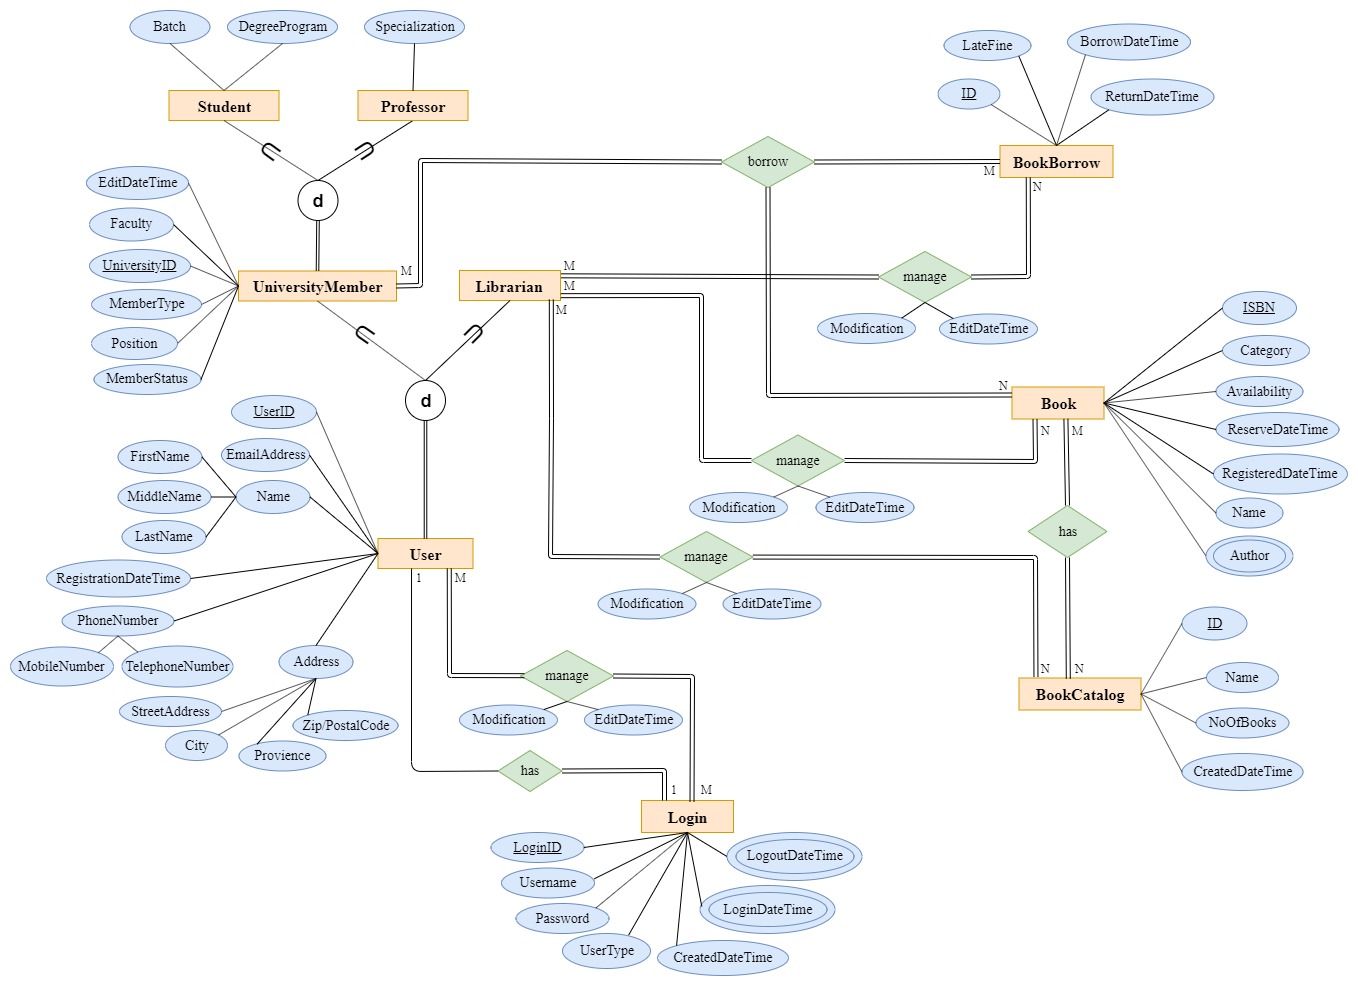 Batch
DegreeProgram
Specialization
Student
Professor
LateFine
BorrowDateTime
ID
ReturnDateTime
BookBorrow
borrow
M
N
d
EditDateTime
Faculty
UniversityID
MemberType
Position
MemberStatus
UniversityMember
M
Librarian
M
M
M
manage
Modification
EditDateTime
ISBN
Category
Availability
ReserveDateTime
RegisteredDateTime
Name
Author
N
Book
N
M
d
UserID
EmailAddress
FirstName
MiddleName
Name
LastName
RegistrationDateTime
PhoneNumber
MobileNumber
TelephoneNumber
Address
StreetAddress
City
Provience
Zip/PostalCode
User
1
M
manage
Modification
EditDateTime
manage
Modification
EditDateTime
has
ID
Name
NoOfBooks
CreatedDateTime
N
N
BookCatalog
manage
Modification
EditDateTime
has
1
M
Login
LoginID
Username
Password
UserType
CreatedDateTime
LoginDateTime
LogoutDateTime